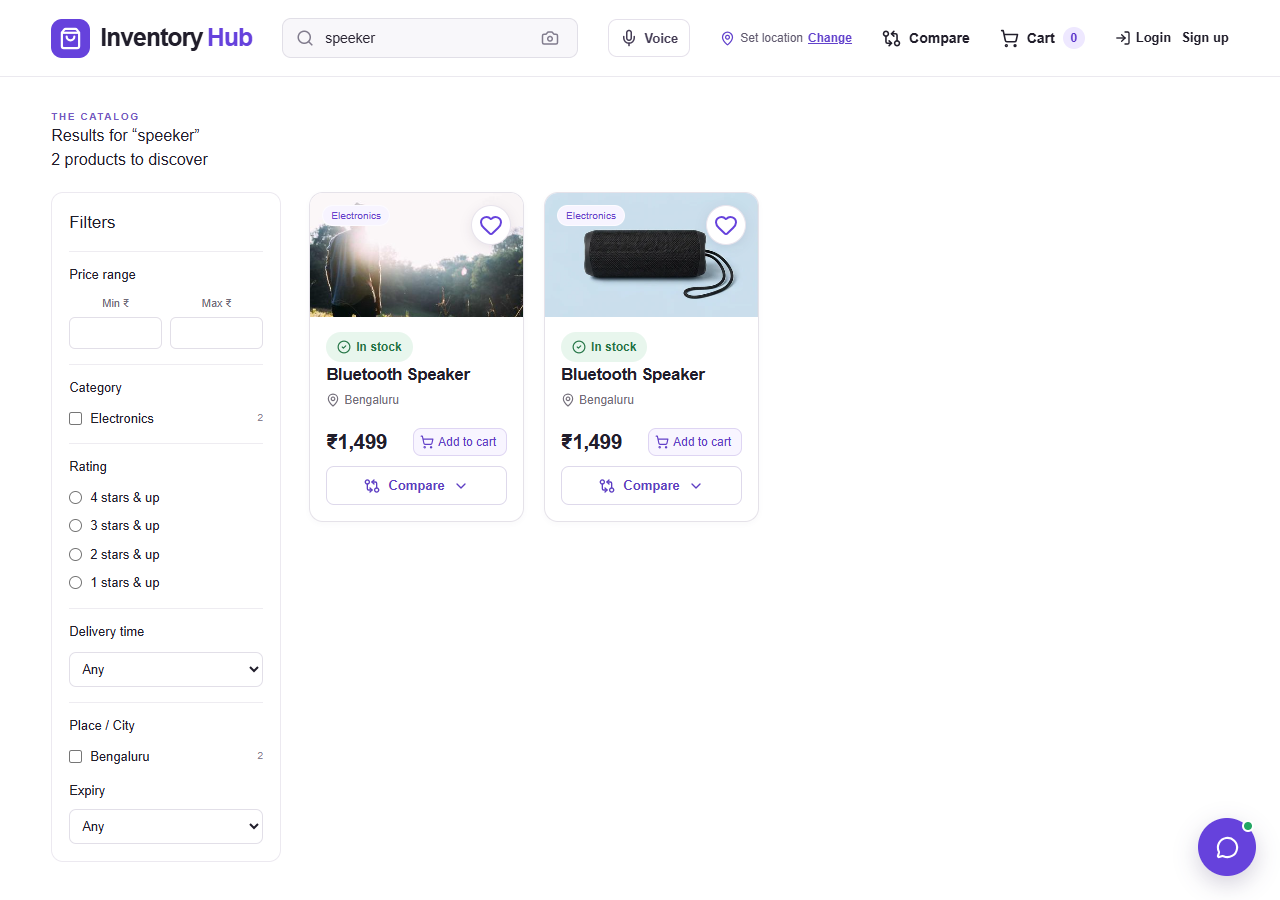 Inventory Hub
speeker
Voice
Set location Change
Compare
Cart 0
Login
Sign up
THE CATALOG
Results for “speeker”
2 products to discover
Filters
Price range
Min ₹ Max ₹
Category
Electronics 2
Rating
4 stars & up
3 stars & up
2 stars & up
1 stars & up
Delivery time
Any
Place / City
Bengaluru 2
Expiry
Any
Electronics
In stock
Bluetooth Speaker
Bengaluru
₹1,499 Add to cart
Compare
Electronics
In stock
Bluetooth Speaker
Bengaluru
₹1,499 Add to cart
Compare